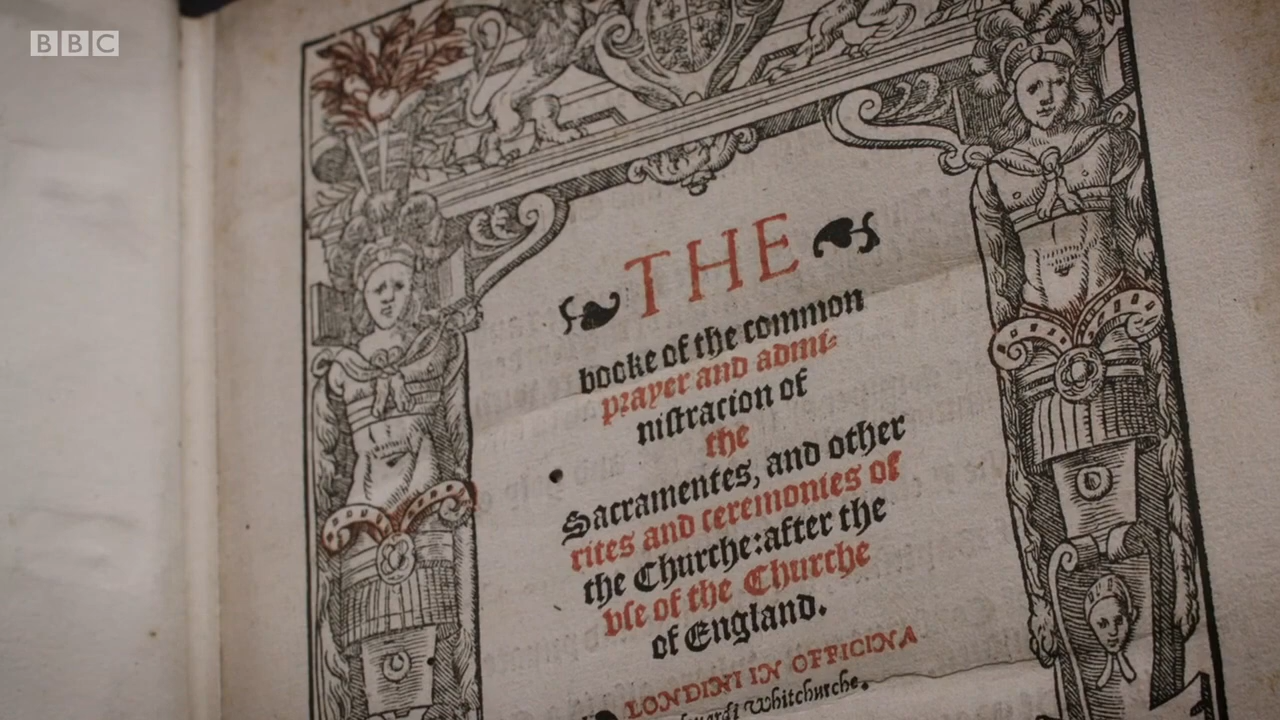 BBC
THE
booke of the common
prayer and admi-
nistracion of
the
Sacramentes, and other
rites and ceremonies of
the Churche: after the
vse of the Churche
of England.
LONDINI IN OFFICINA
Whitchurche.